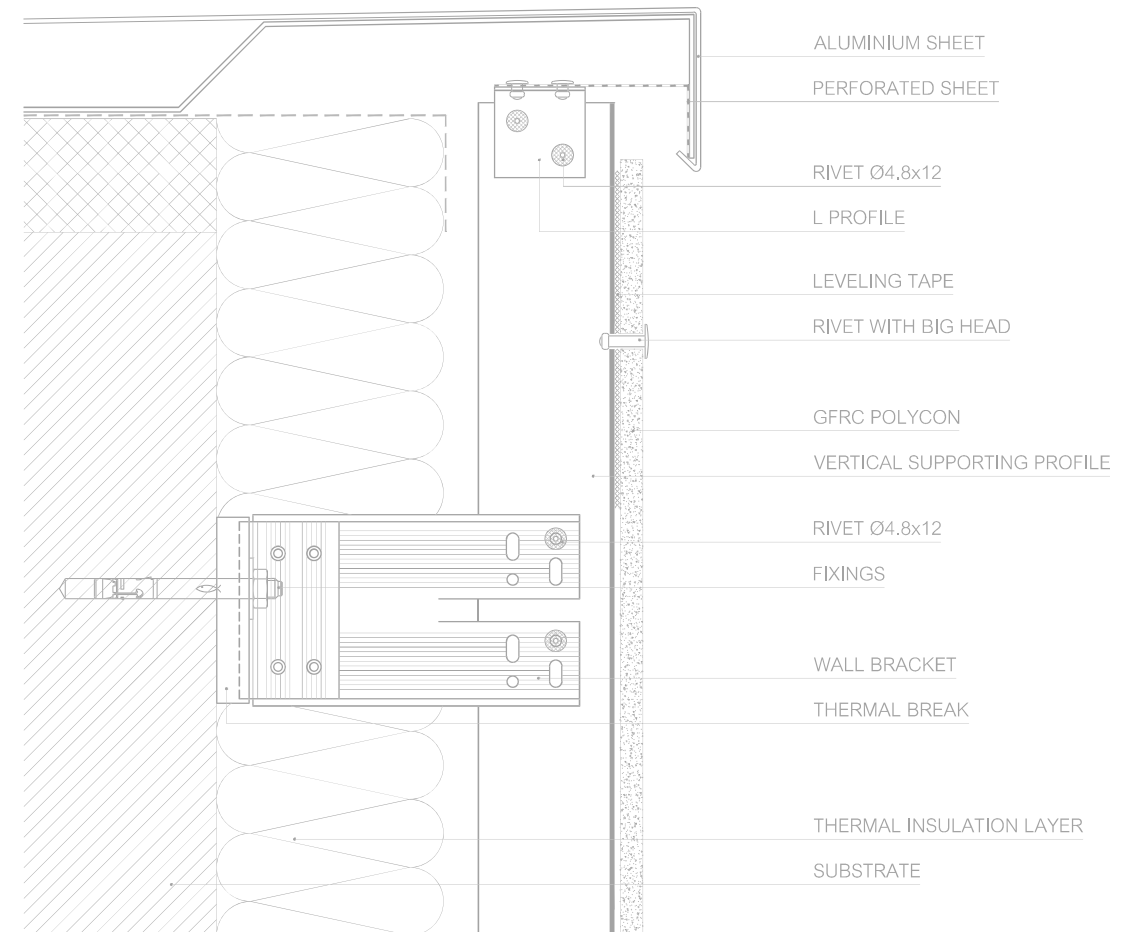 ALUMINIUM SHEET
PERFORATED SHEET
RIVET Ø4.8x12
L PROFILE
LEVELING TAPE
RIVET WITH BIG HEAD
GFRC POLYCON
VERTICAL SUPPORTING PROFILE
RIVET Ø4.8x12
FIXINGS
WALL BRACKET
THERMAL BREAK
THERMAL INSULATION LAYER
SUBSTRATE